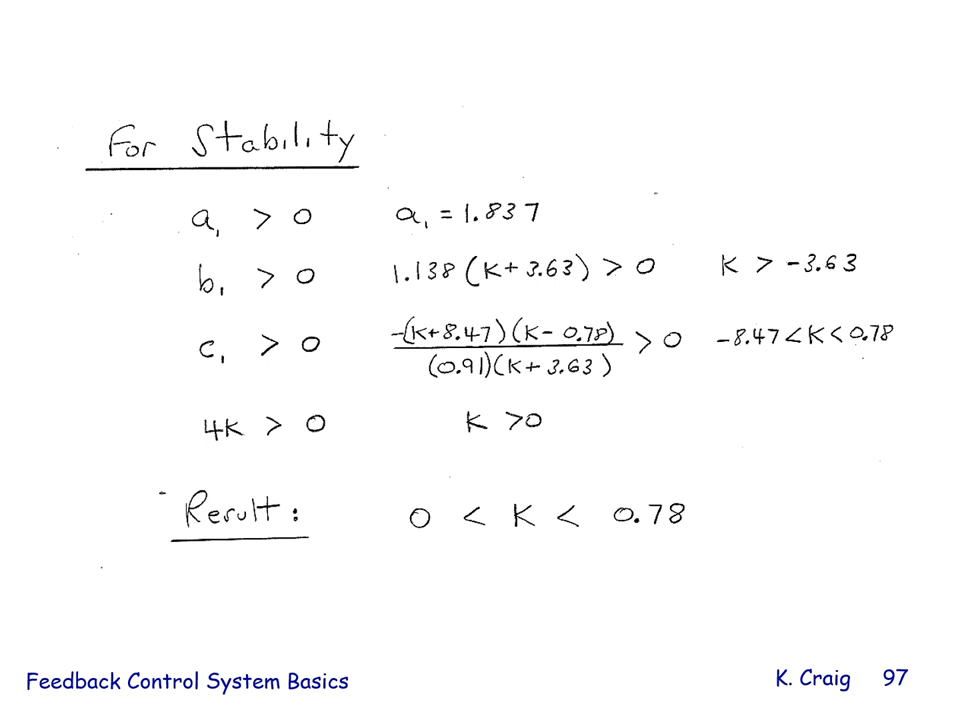 For Stability
a₁ > 0 a₁ = 1.837
b₁ > 0 1.138 (K + 3.63) > 0 K > -3.63
c₁ > 0 -(K+8.47)(K-0.78) / (0.91)(K+3.63) > 0 -8.47 < K < 0.78
4K > 0 K > 0
Result: 0 < K < 0.78
Feedback Control System Basics K. Craig 97